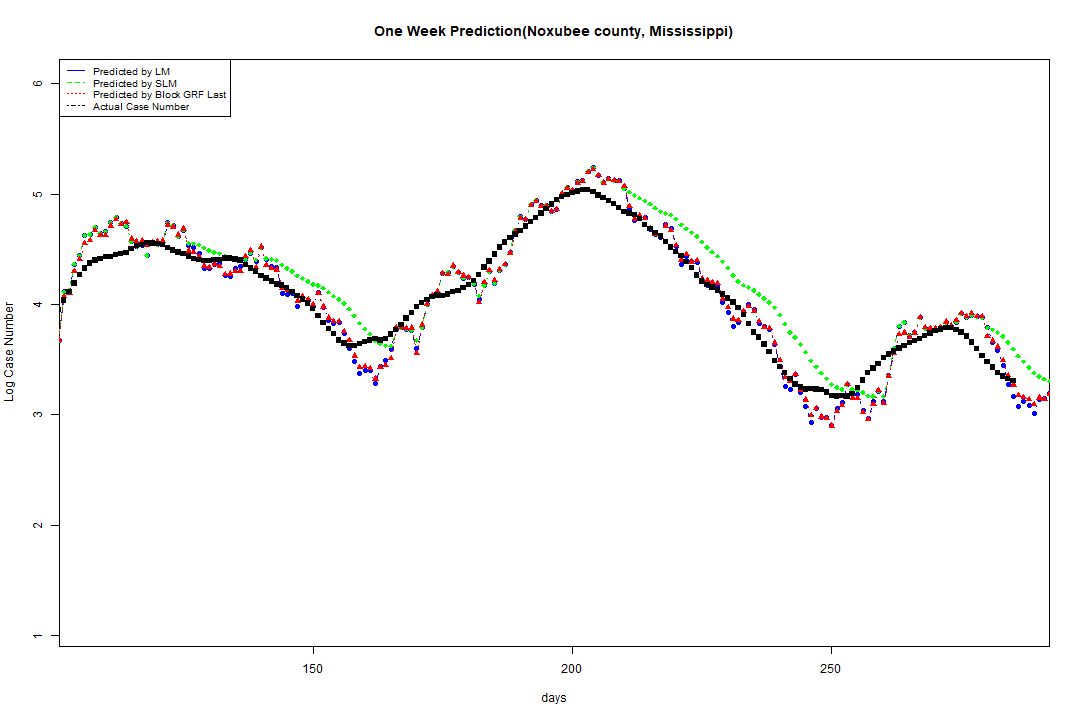 One Week Prediction(Noxubee county, Mississippi)
Predicted by LM
Predicted by SLM
Predicted by Block GRF Last
Actual Case Number
6
5
4
3
2
1
Log Case Number
150
200
250
days